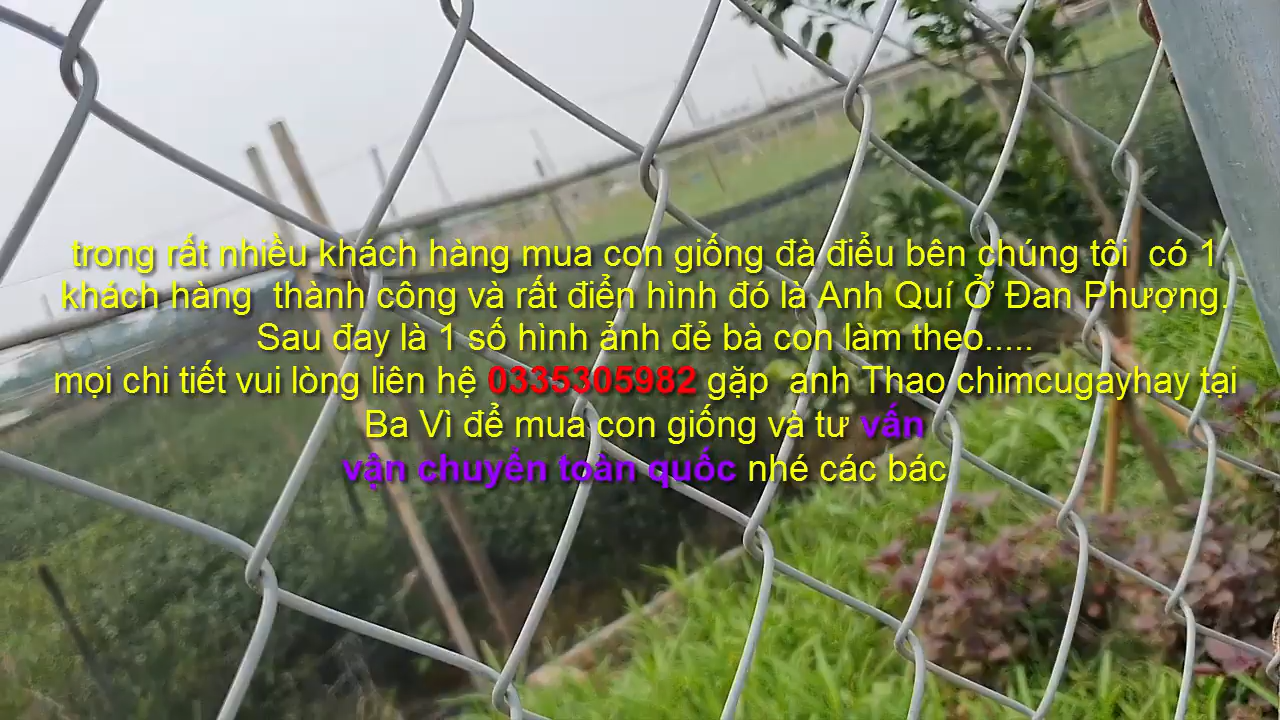 trong rất nhiều khách hàng mua con giống đà điểu bên chúng tôi  có 1
khách hàng  thành công và rất điển hình đó là Anh Quí Ở Đan Phượng.
Sau đay là 1 số hình ảnh đẻ bà con làm theo.....
mọi chi tiết vui lòng liên hệ 0335305982 gặp  anh Thao chimcugayhay tại
Ba Vì để mua con giống và tư vấn
vận chuyển toàn quốc nhé các bác